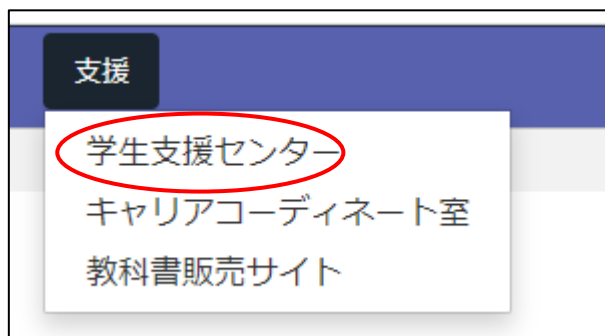 支援
学生支援センター
キャリアコーディネート室
教科書販売サイト